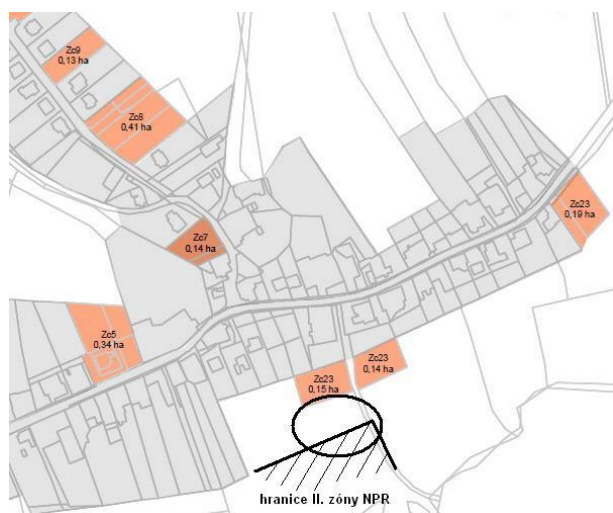 Zc9
0,13 ha
Zc8
0,41 ha
Zc23
0,19 ha
Zc7
0,14 ha
Zc5
0,34 ha
Zc23
0,14 ha
Zc23
0,15 ha
hranice II. zóny NPR